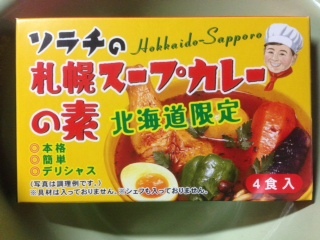 ソラチの
Hokkaido-Sapporo
札幌スープカレー
の素
北海道限定
◎本格
◎簡単
◎デリシャス
(写真は調理例です。)
※具材は入っておりません。※シェフも入っておりません。
4食入